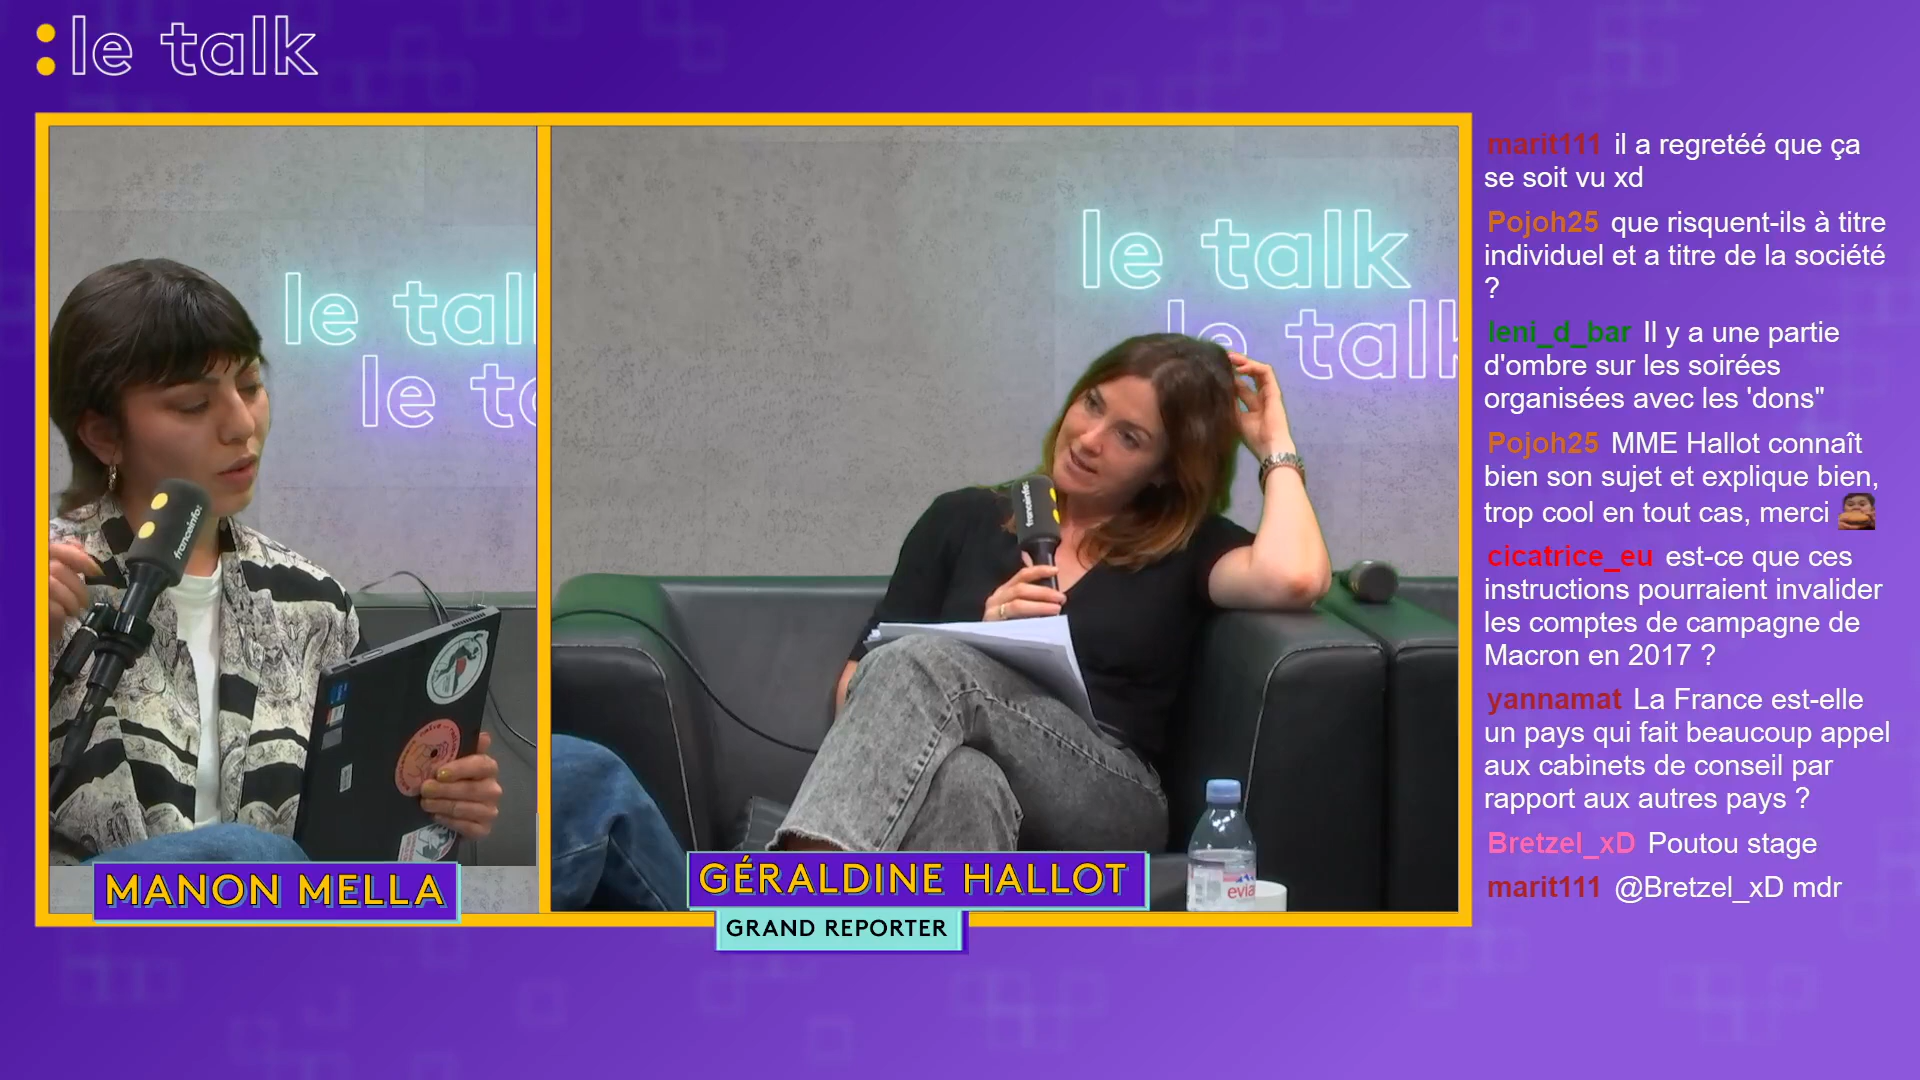 :le talk
le tal
le ta
franceinfo:
MANON MELLA
le talk
le talk
franceinfo:
evia
GÉRALDINE HALLOT
GRAND REPORTER
marit111 il a regretéé que ça
se soit vu xd
Pojoh25 que risquent-ils à titre
individuel et a titre de la société
?
leni_d_bar Il y a une partie
d'ombre sur les soirées
organisées avec les 'dons"
Pojoh25 MME Hallot connaît
bien son sujet et explique bien,
trop cool en tout cas, merci
cicatrice_eu est-ce que ces
instructions pourraient invalider
les comptes de campagne de
Macron en 2017 ?
yannamat La France est-elle
un pays qui fait beaucoup appel
aux cabinets de conseil par
rapport aux autres pays ?
Bretzel_xD Poutou stage
marit111 @Bretzel_xD mdr